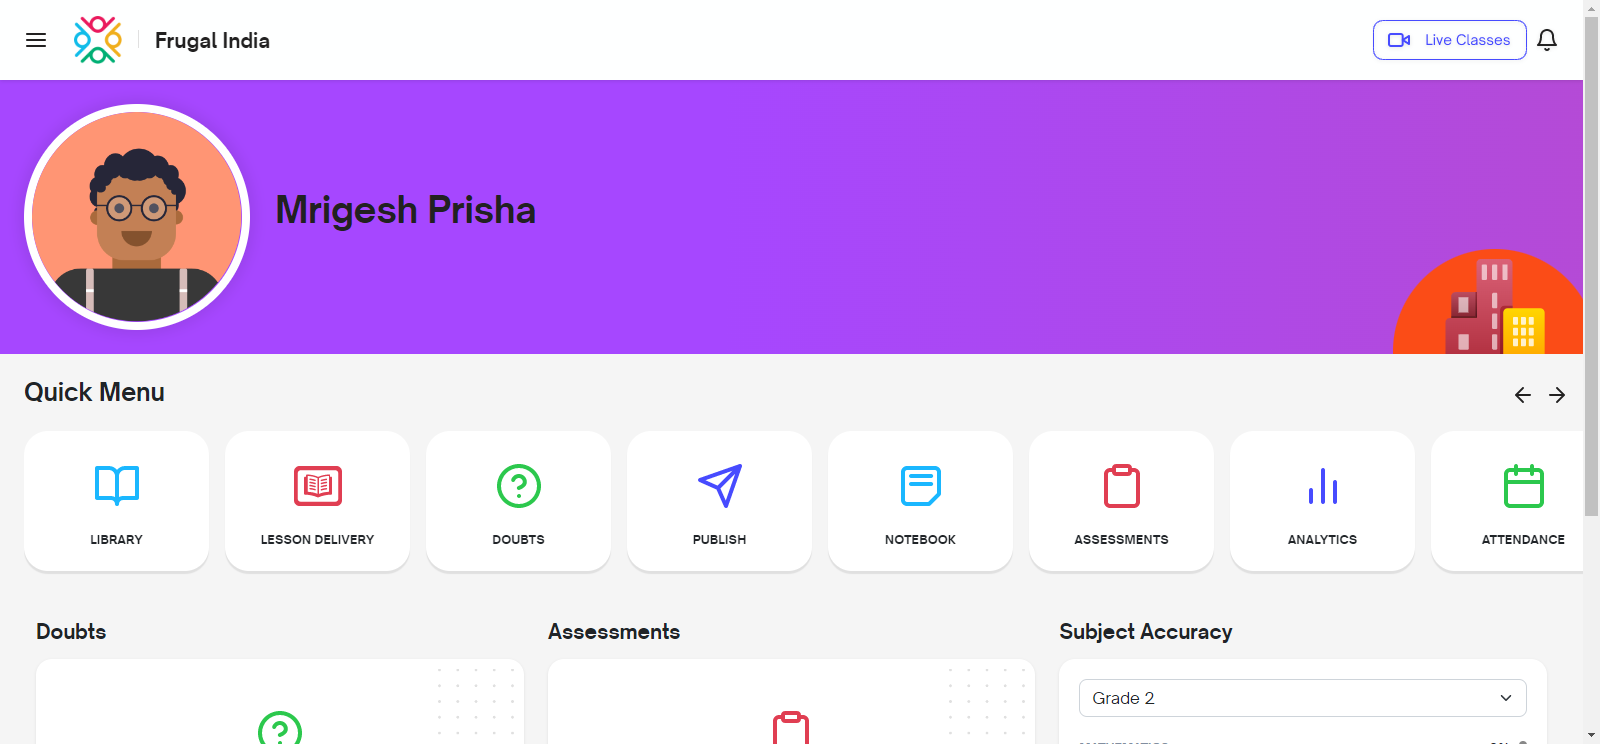 Frugal India
Live Classes
Mrigesh Prisha
Quick Menu
LIBRARY
LESSON DELIVERY
DOUBTS
PUBLISH
NOTEBOOK
ASSESSMENTS
ANALYTICS
ATTENDANCE
Doubts
Assessments
Subject Accuracy
Grade 2